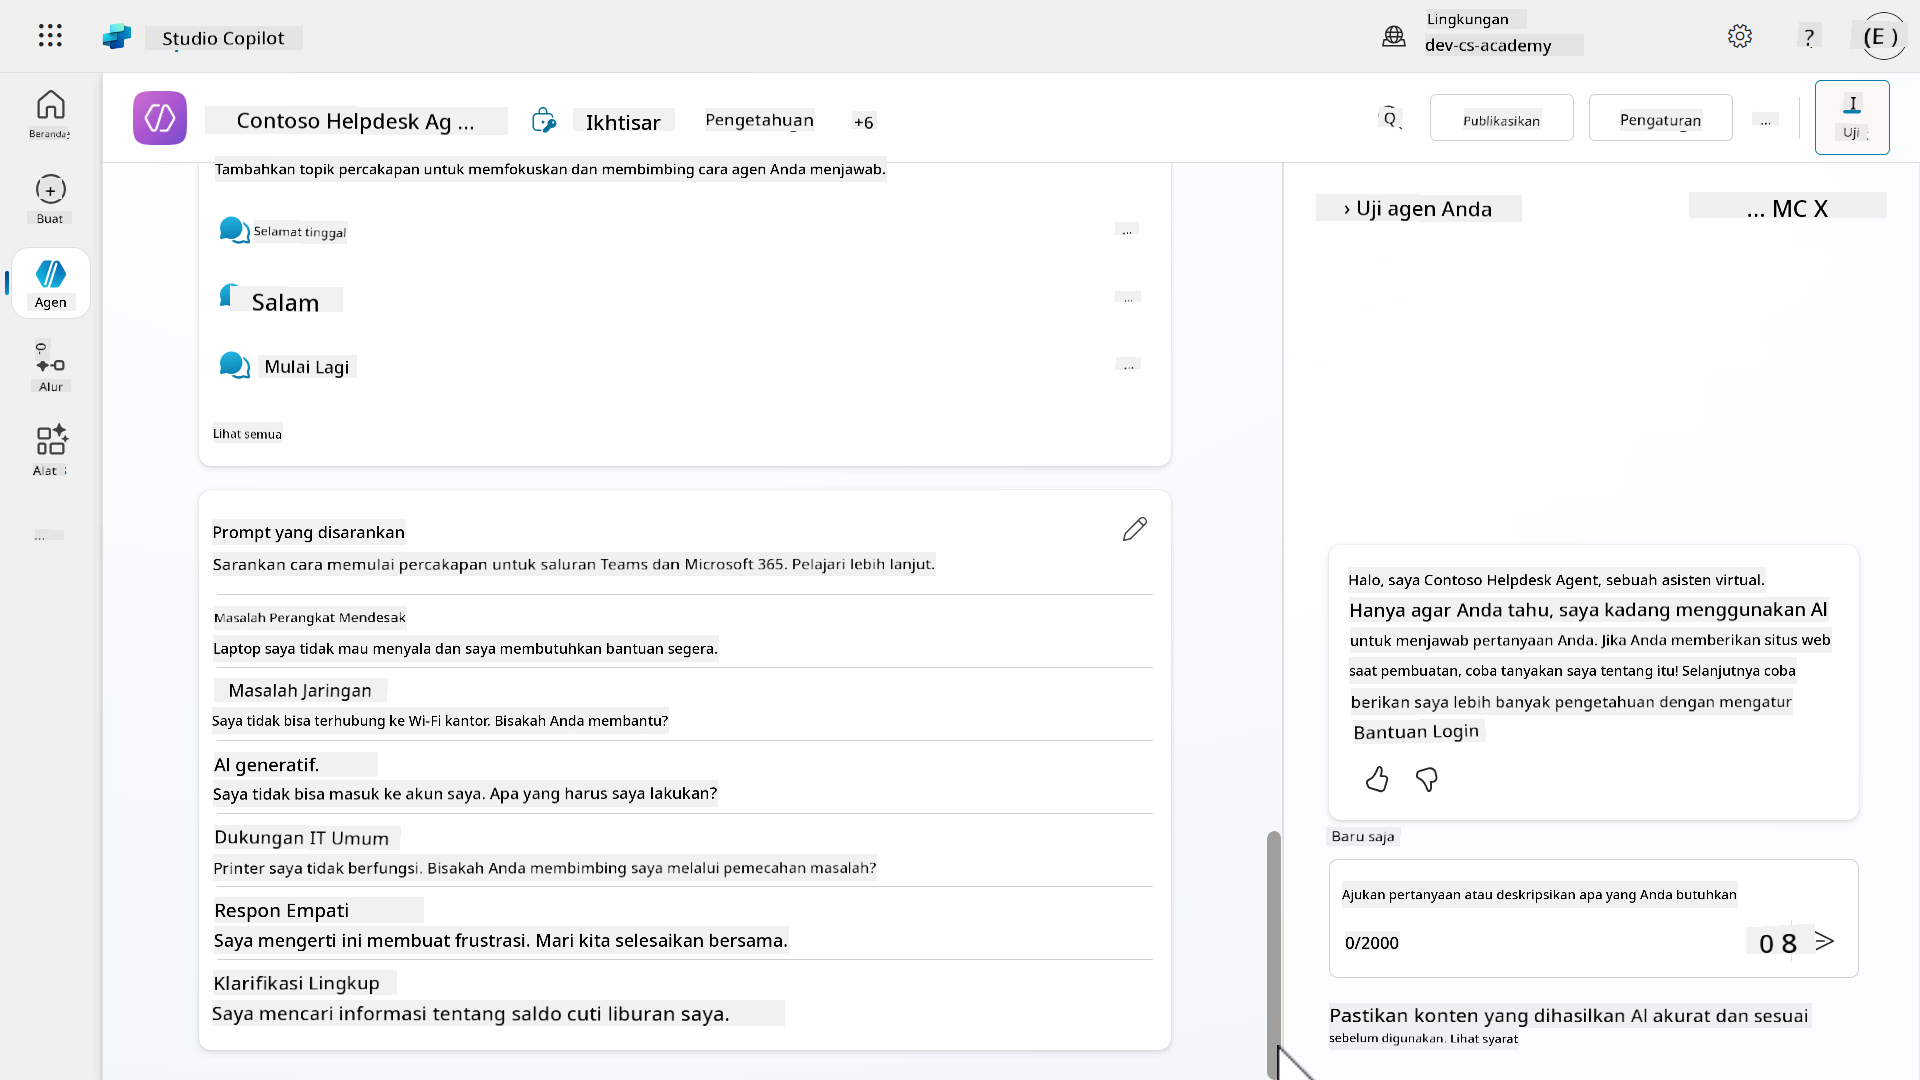 Studio Copilot
Lingkungan
dev-cs-academy
?
(E )
Beranda
Buat
Agen
Alur
Alat
...
Contoso Helpdesk Ag ...
Ikhtisar
Pengetahuan
+6
Publikasikan
Pengaturan
...
Uji
Tambahkan topik percakapan untuk memfokuskan dan membimbing cara agen Anda menjawab.
Selamat tinggal
...
Salam
...
Mulai Lagi
...
Lihat semua
Prompt yang disarankan
Sarankan cara memulai percakapan untuk saluran Teams dan Microsoft 365. Pelajari lebih lanjut.
Masalah Perangkat Mendesak
Laptop saya tidak mau menyala dan saya membutuhkan bantuan segera.
Masalah Jaringan
Saya tidak bisa terhubung ke Wi-Fi kantor. Bisakah Anda membantu?
AI generatif.
Saya tidak bisa masuk ke akun saya. Apa yang harus saya lakukan?
Dukungan IT Umum
Printer saya tidak berfungsi. Bisakah Anda membimbing saya melalui pemecahan masalah?
Respon Empati
Saya mengerti ini membuat frustrasi. Mari kita selesaikan bersama.
Klarifikasi Lingkup
Saya mencari informasi tentang saldo cuti liburan saya.
› Uji agen Anda
... MC X
Halo, saya Contoso Helpdesk Agent, sebuah asisten virtual.
Hanya agar Anda tahu, saya kadang menggunakan AI
untuk menjawab pertanyaan Anda. Jika Anda memberikan situs web
saat pembuatan, coba tanyakan saya tentang itu! Selanjutnya coba
berikan saya lebih banyak pengetahuan dengan mengatur
Bantuan Login
Baru saja
Ajukan pertanyaan atau deskripsikan apa yang Anda butuhkan
0/2000
0 8
Pastikan konten yang dihasilkan AI akurat dan sesuai
sebelum digunakan. Lihat syarat